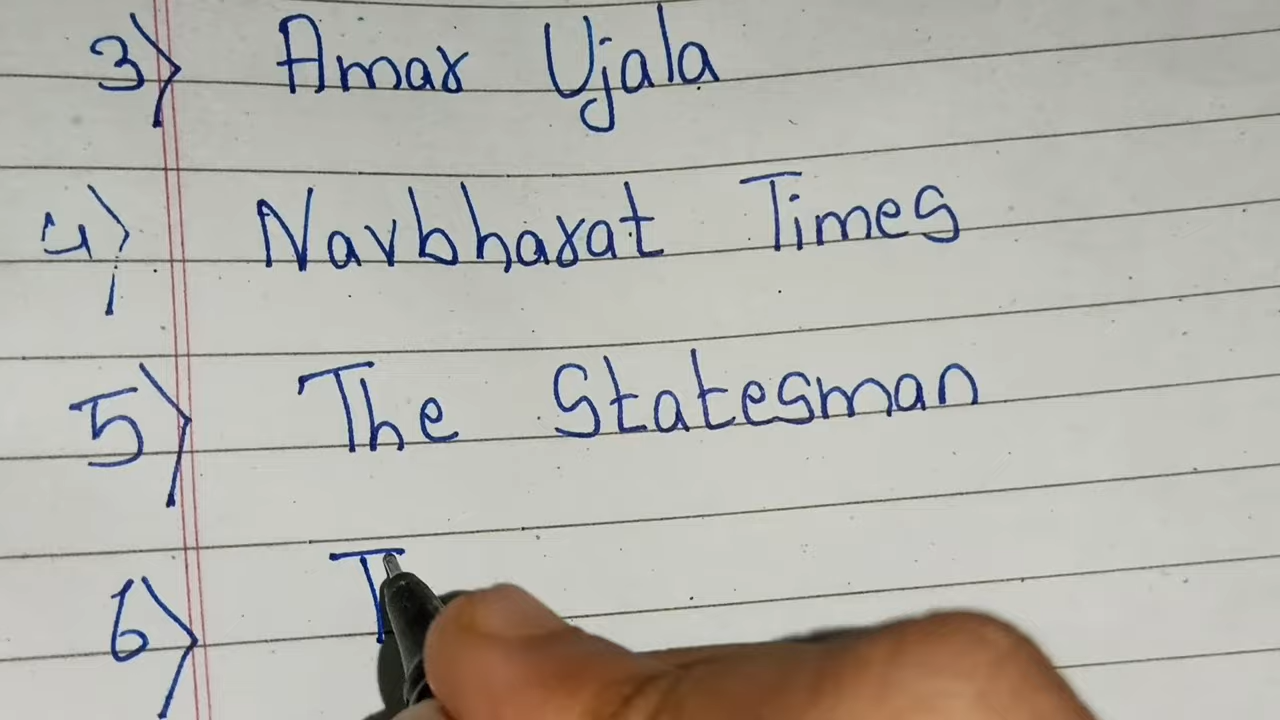 3) Amar Ujala
4) Navbharat Times
5) The Statesman
6) T